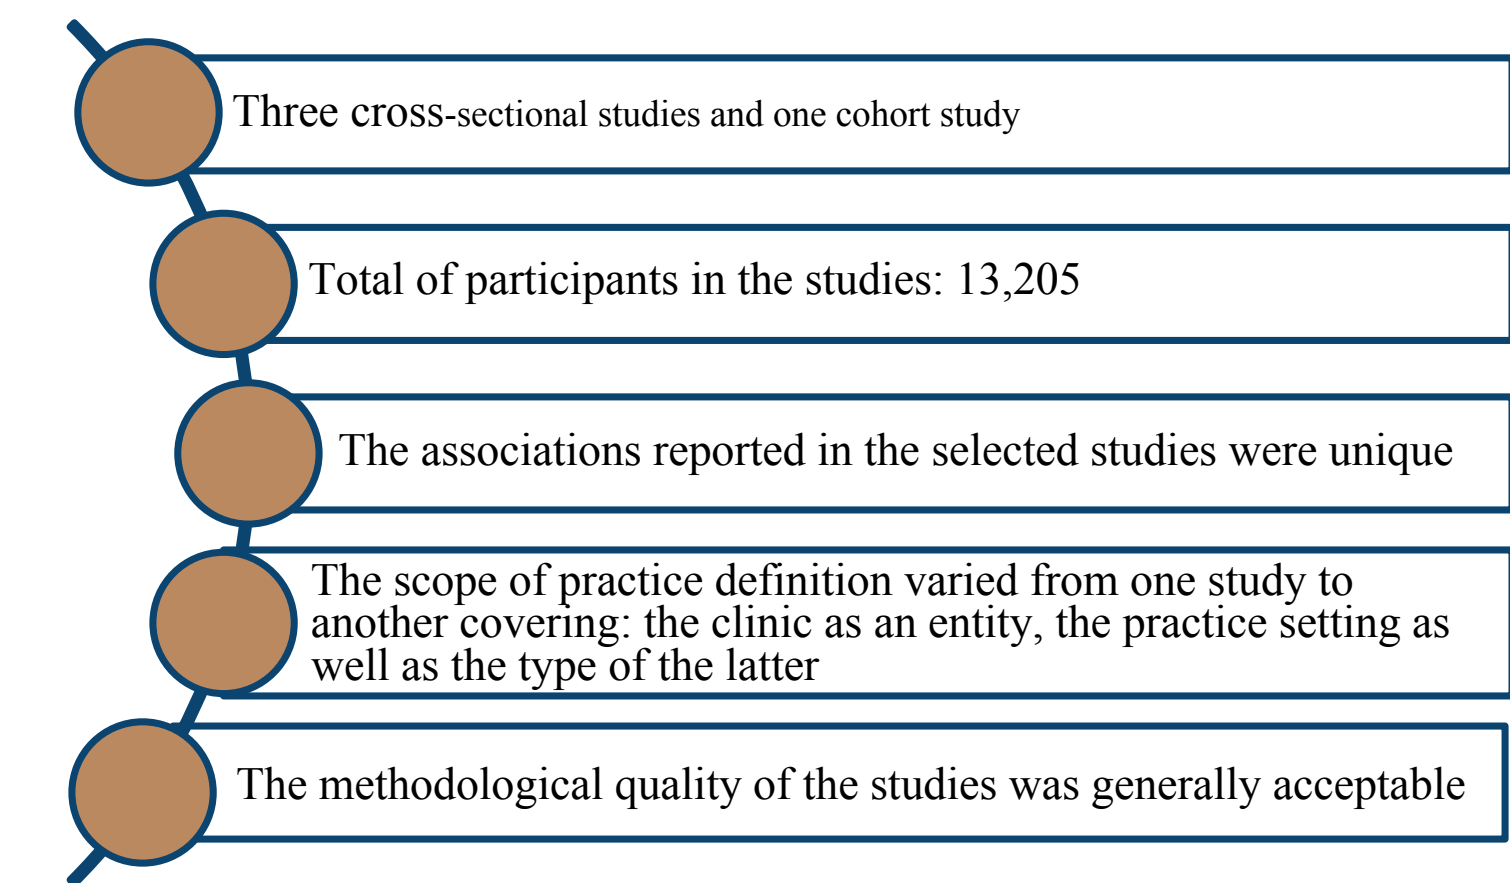 Three cross-sectional studies and one cohort study
Total of participants in the studies: 13,205
The associations reported in the selected studies were unique
The scope of practice definition varied from one study to
another covering: the clinic as an entity, the practice setting as
well as the type of the latter
The methodological quality of the studies was generally acceptable